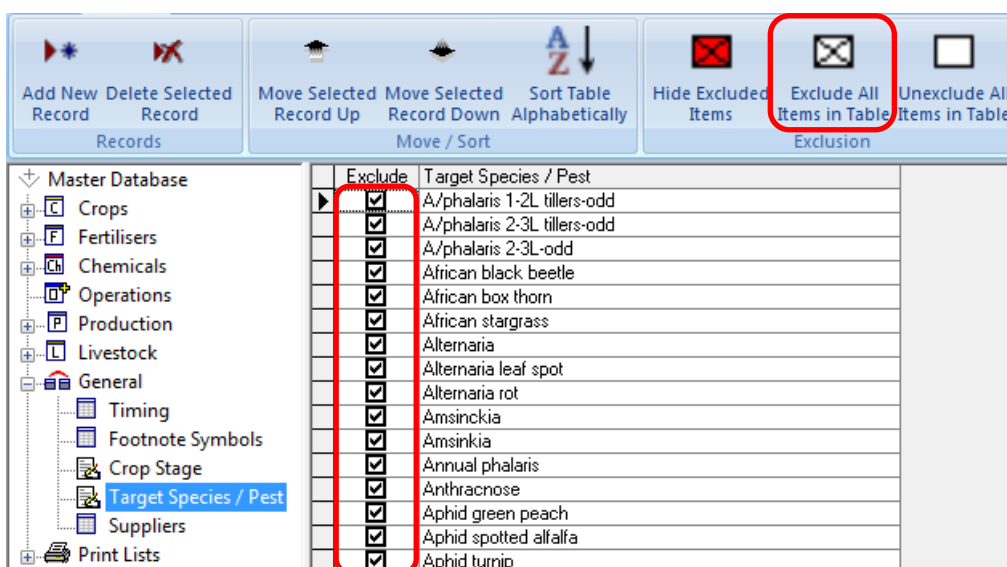 Add New Delete Selected Move Selected Move Selected Sort Table Hide Excluded Exclude All Unexclude Al
Record Record Record Up Record Down Alphabetically Items Items in Table Items in Table
Records Move / Sort Exclusion
Master Database
Crops
Fertilisers
Chemicals
Operations
Production
Livestock
General
Timing
Footnote Symbols
Crop Stage
Target Species / Pest
Suppliers
Print Lists
Exclude Target Species / Pest
A/phalaris 1-2L tillers-odd
A/phalaris 2-3L tillers-odd
A/phalaris 2-3L-odd
African black beetle
African box thorn
African stargrass
Alternaria
Alternaria leaf spot
Alternaria rot
Amsinckia
Amsinkia
Annual phalaris
Anthracnose
Aphid green peach
Aphid spotted alfalfa
Aphid turnip